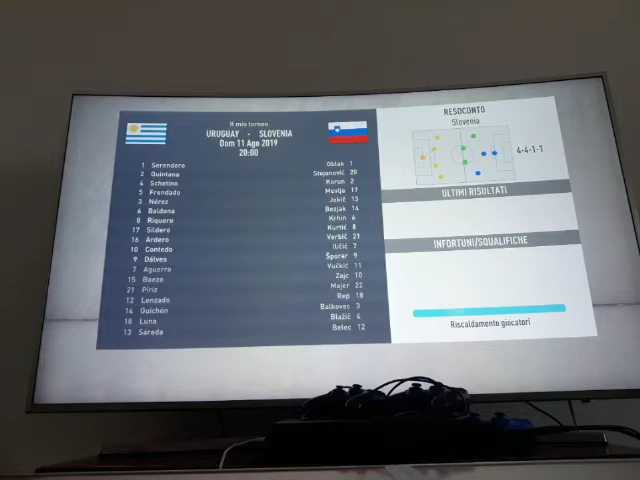 Il mio torneo
URUGUAY - SLOVENIA
Dom 11 Ago 2019
20:00
1 Serendero
2 Quintana
4 Schetino
5 Frendado
3 Nérez
6 Baldona
8 Riquero
17 Sildero
16 Ardero
10 Contedo
9 Dólves
7 Aguerro
15 Baezo
21 Píriz
12 Lenzado
14 Guichón
18 Luna
13 Sáreda
Oblak 1
Stojanović 20
Korun 2
Mevlja 17
Jokić 13
Bezjak 14
Krhin 6
Kurtić 8
Verbič 21
Iličić 7
Šporar 9
Vučkić 11
Zajc 10
Majer 22
Rep 18
Balkovec 3
Blažič 4
Belec 12
RESOCONTO
Slovenia
4-4-1-1
ULTIMI RISULTATI
INFORTUNI/SQUALIFICHE
Riscaldamento giocatori